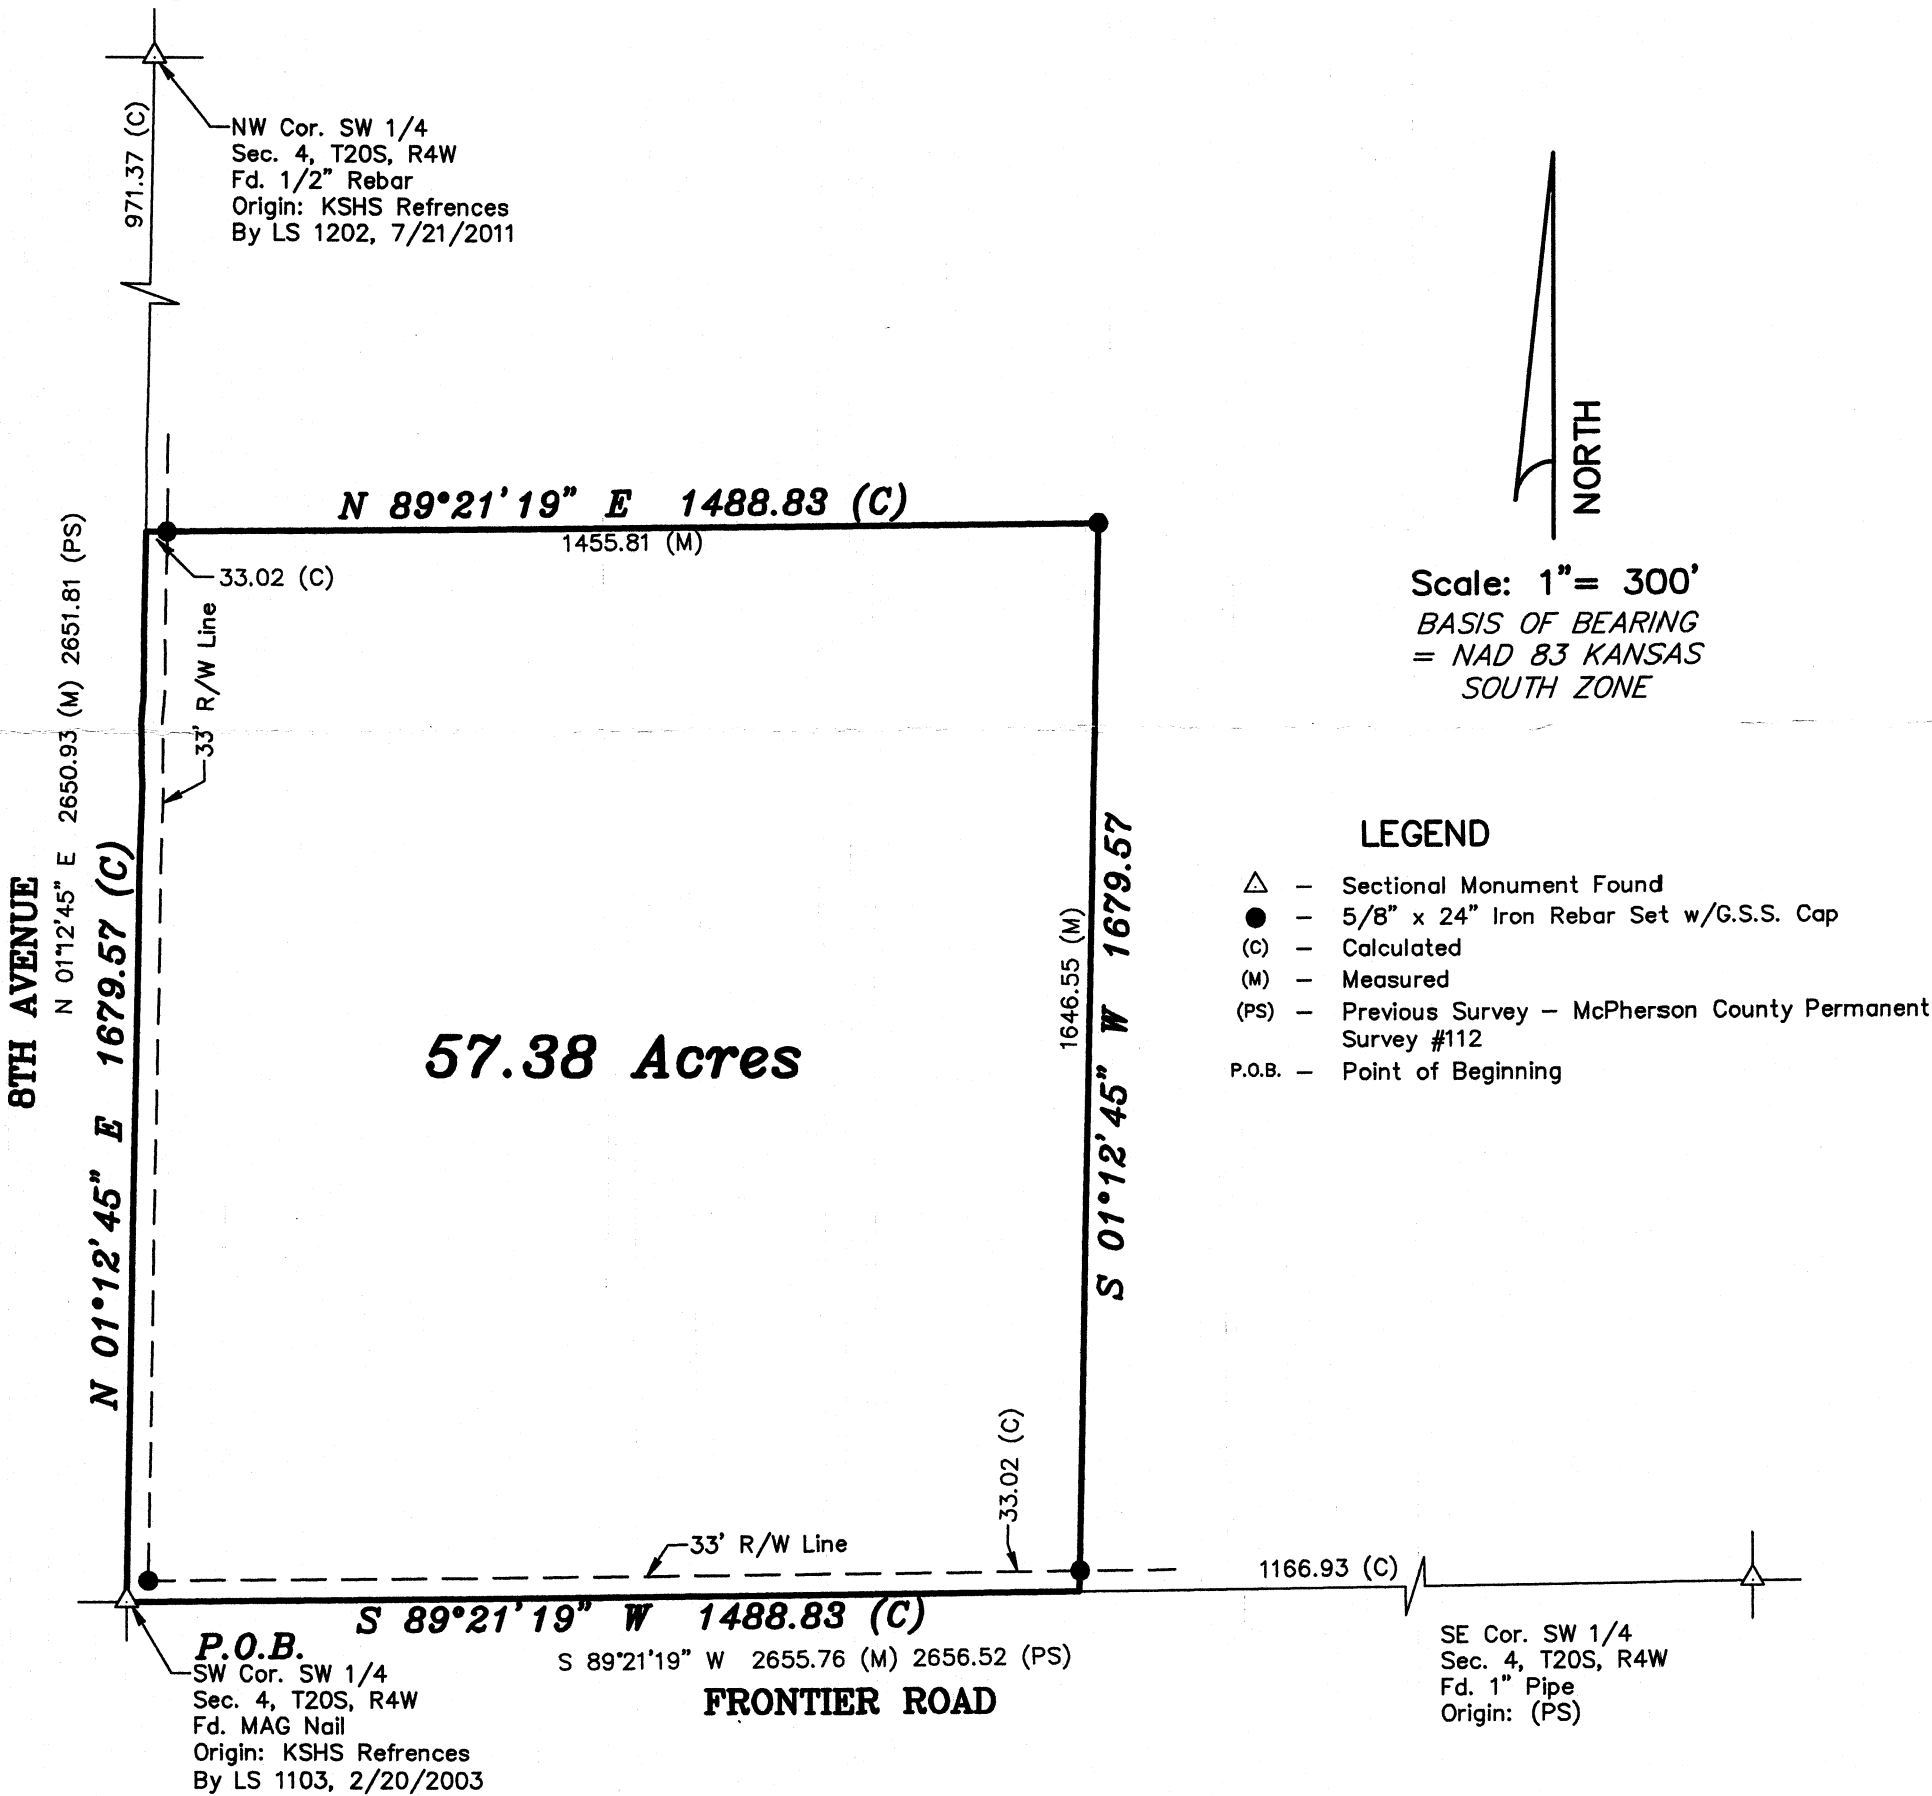 971.37 (C)
NW Cor. SW 1/4
Sec. 4, T20S, R4W
Fd. 1/2" Rebar
Origin: KSHS Refrences
By LS 1202, 7/21/2011
NORTH
Scale: 1"= 300'
BASIS OF BEARING
= NAD 83 KANSAS
SOUTH ZONE
N 89°21'19" E 1488.83 (C)
1455.81 (M)
33.02 (C)
33' R/W Line
8TH AVENUE
N 01°12'45" E 2650.93 (M) 2651.81 (PS)
N 01°12'45" E 1679.57 (C)
57.38 Acres
1646.55 (M)
S 01°12'45" W 1679.57
LEGEND
△ – Sectional Monument Found
● – 5/8" x 24" Iron Rebar Set w/G.S.S. Cap
(C) – Calculated
(M) – Measured
(PS) – Previous Survey – McPherson County Permanent
Survey #112
P.O.B. – Point of Beginning
33.02 (C)
33' R/W Line
1166.93 (C)
S 89°21'19" W 1488.83 (C)
P.O.B.
SW Cor. SW 1/4
Sec. 4, T20S, R4W
Fd. MAG Nail
Origin: KSHS Refrences
By LS 1103, 2/20/2003
S 89°21'19" W 2655.76 (M) 2656.52 (PS)
FRONTIER ROAD
SE Cor. SW 1/4
Sec. 4, T20S, R4W
Fd. 1" Pipe
Origin: (PS)